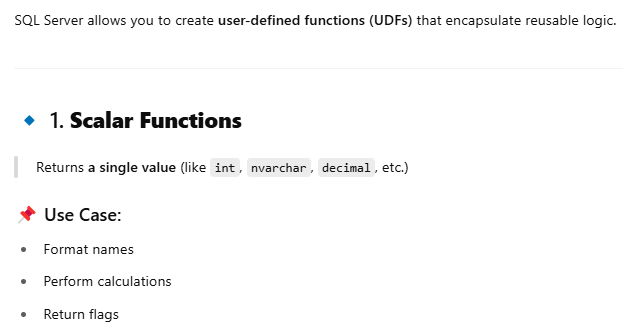 SQL Server allows you to create user-defined functions (UDFs) that encapsulate reusable logic.
1. Scalar Functions
Returns a single value (like int, nvarchar, decimal, etc.)
Use Case:
Format names
Perform calculations
Return flags